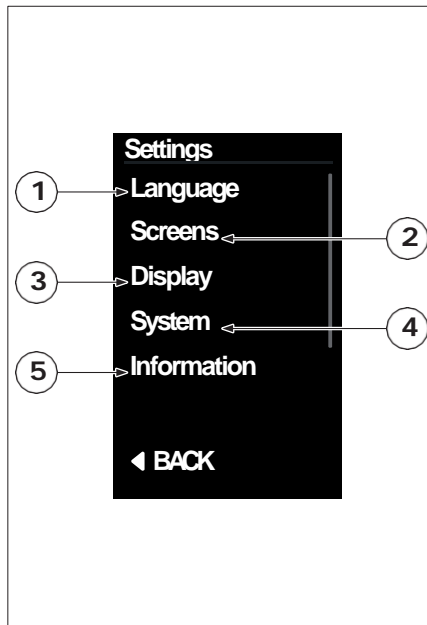 Settings
1 Language
Screens 2
3 Display
System 4
5 Information
BACK